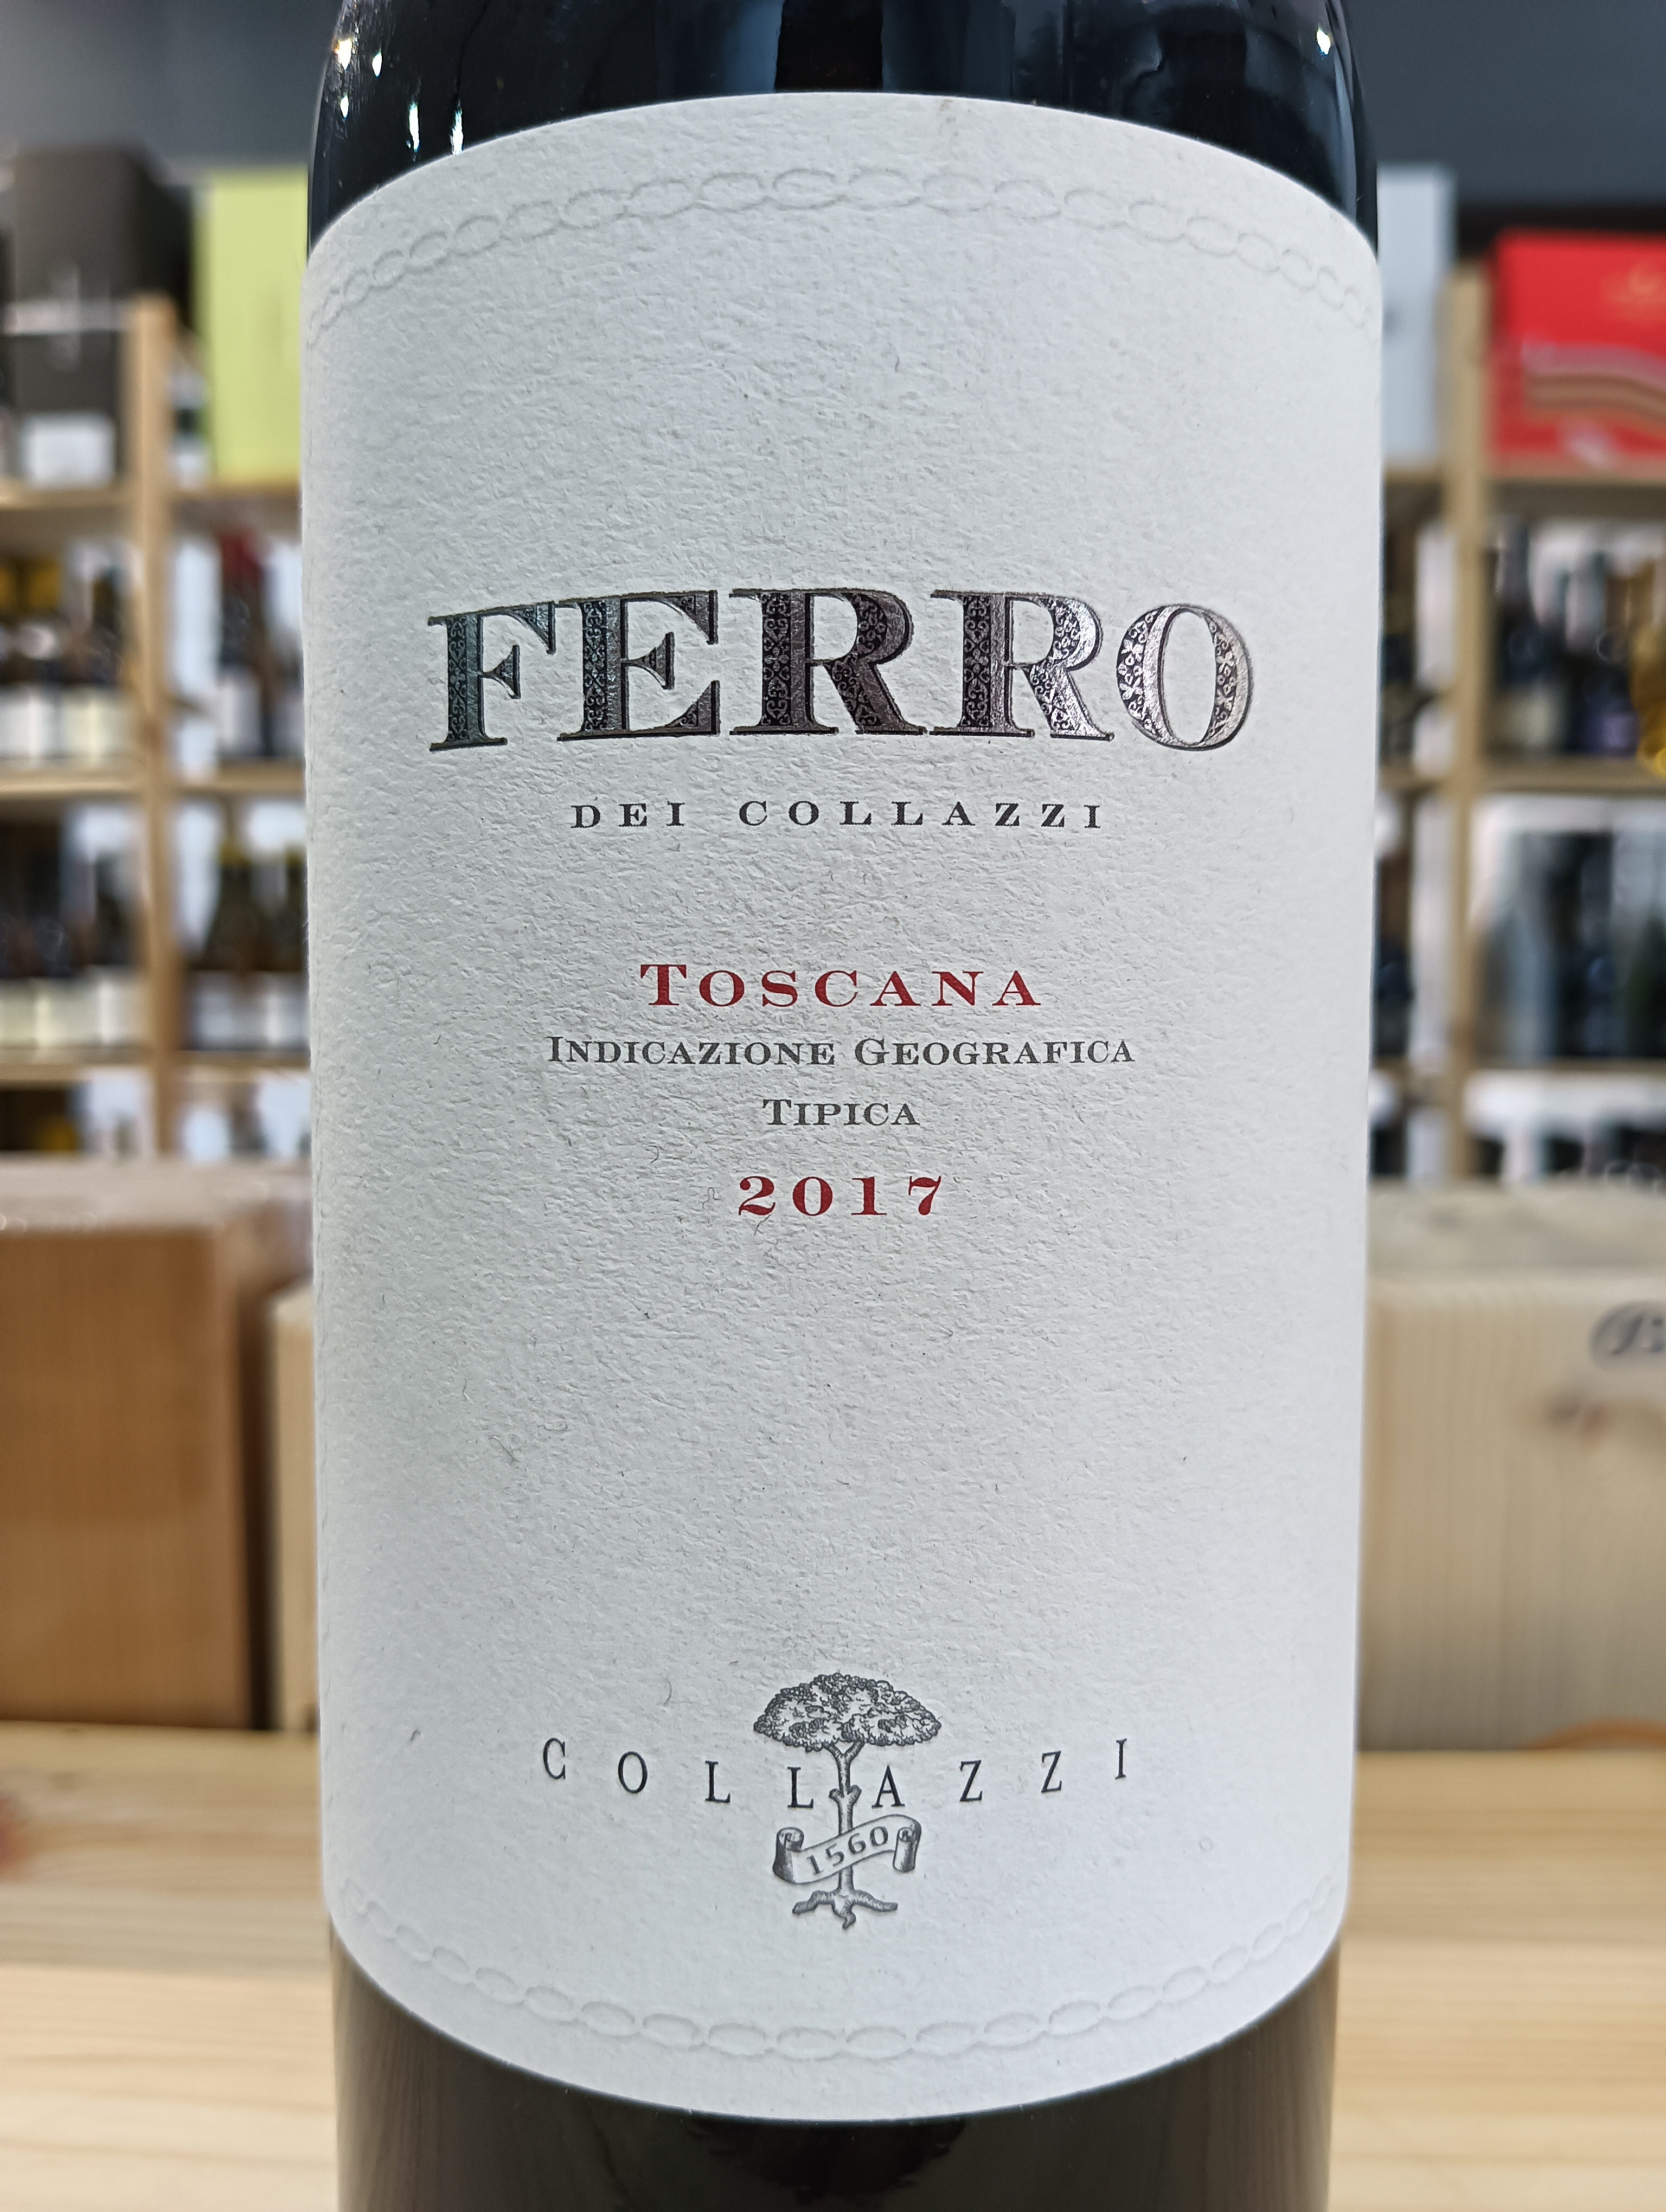 FERRO
DEI COLLAZZI
TOSCANA
INDICAZIONE GEOGRAFICA
TIPICA
2017
COLLAZZI
1560